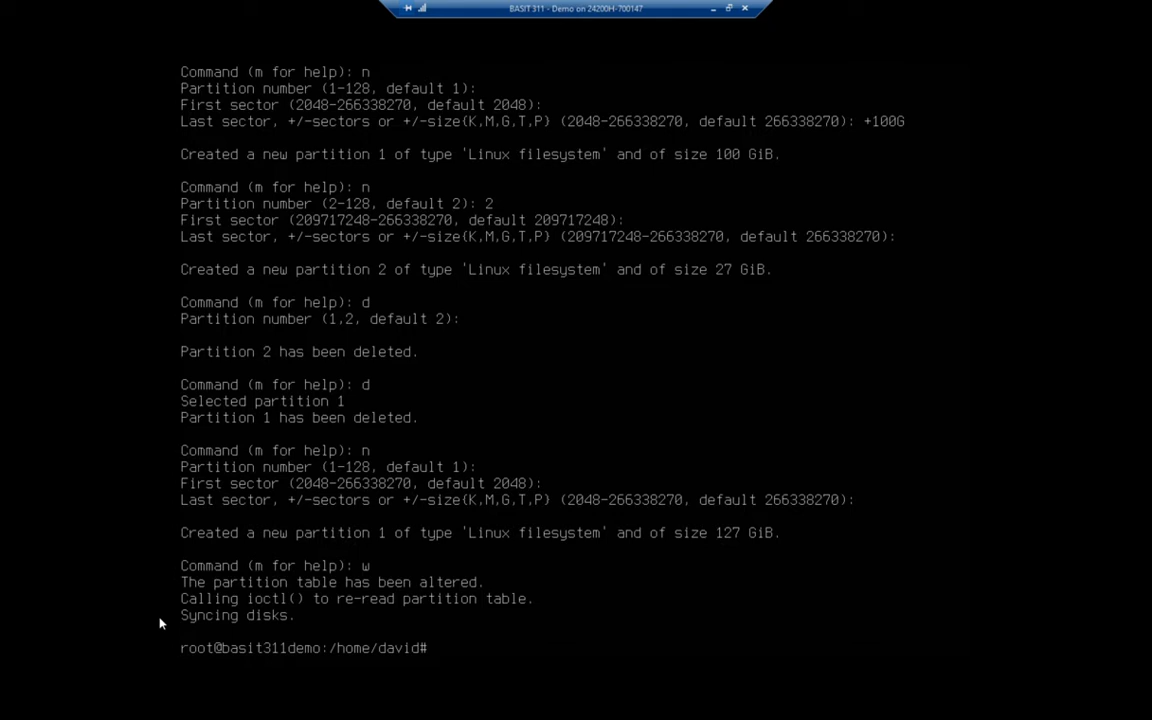 BASIT 311 - Demo on 24200H-700147
Command (m for help): n
Partition number (1-128, default 1):
First sector (2048-266338270, default 2048):
Last sector, +/-sectors or +/-size{K,M,G,T,P} (2048-266338270, default 266338270): +100G
Created a new partition 1 of type 'Linux filesystem' and of size 100 GiB.
Command (m for help): n
Partition number (2-128, default 2): 2
First sector (209717248-266338270, default 209717248):
Last sector, +/-sectors or +/-size{K,M,G,T,P} (209717248-266338270, default 266338270):
Created a new partition 2 of type 'Linux filesystem' and of size 27 GiB.
Command (m for help): d
Partition number (1,2, default 2):
Partition 2 has been deleted.
Command (m for help): d
Selected partition 1
Partition 1 has been deleted.
Command (m for help): n
Partition number (1-128, default 1):
First sector (2048-266338270, default 2048):
Last sector, +/-sectors or +/-size{K,M,G,T,P} (2048-266338270, default 266338270):
Created a new partition 1 of type 'Linux filesystem' and of size 127 GiB.
Command (m for help): w
The partition table has been altered.
Calling ioctl() to re-read partition table.
Syncing disks.
root@basit311demo:/home/david#